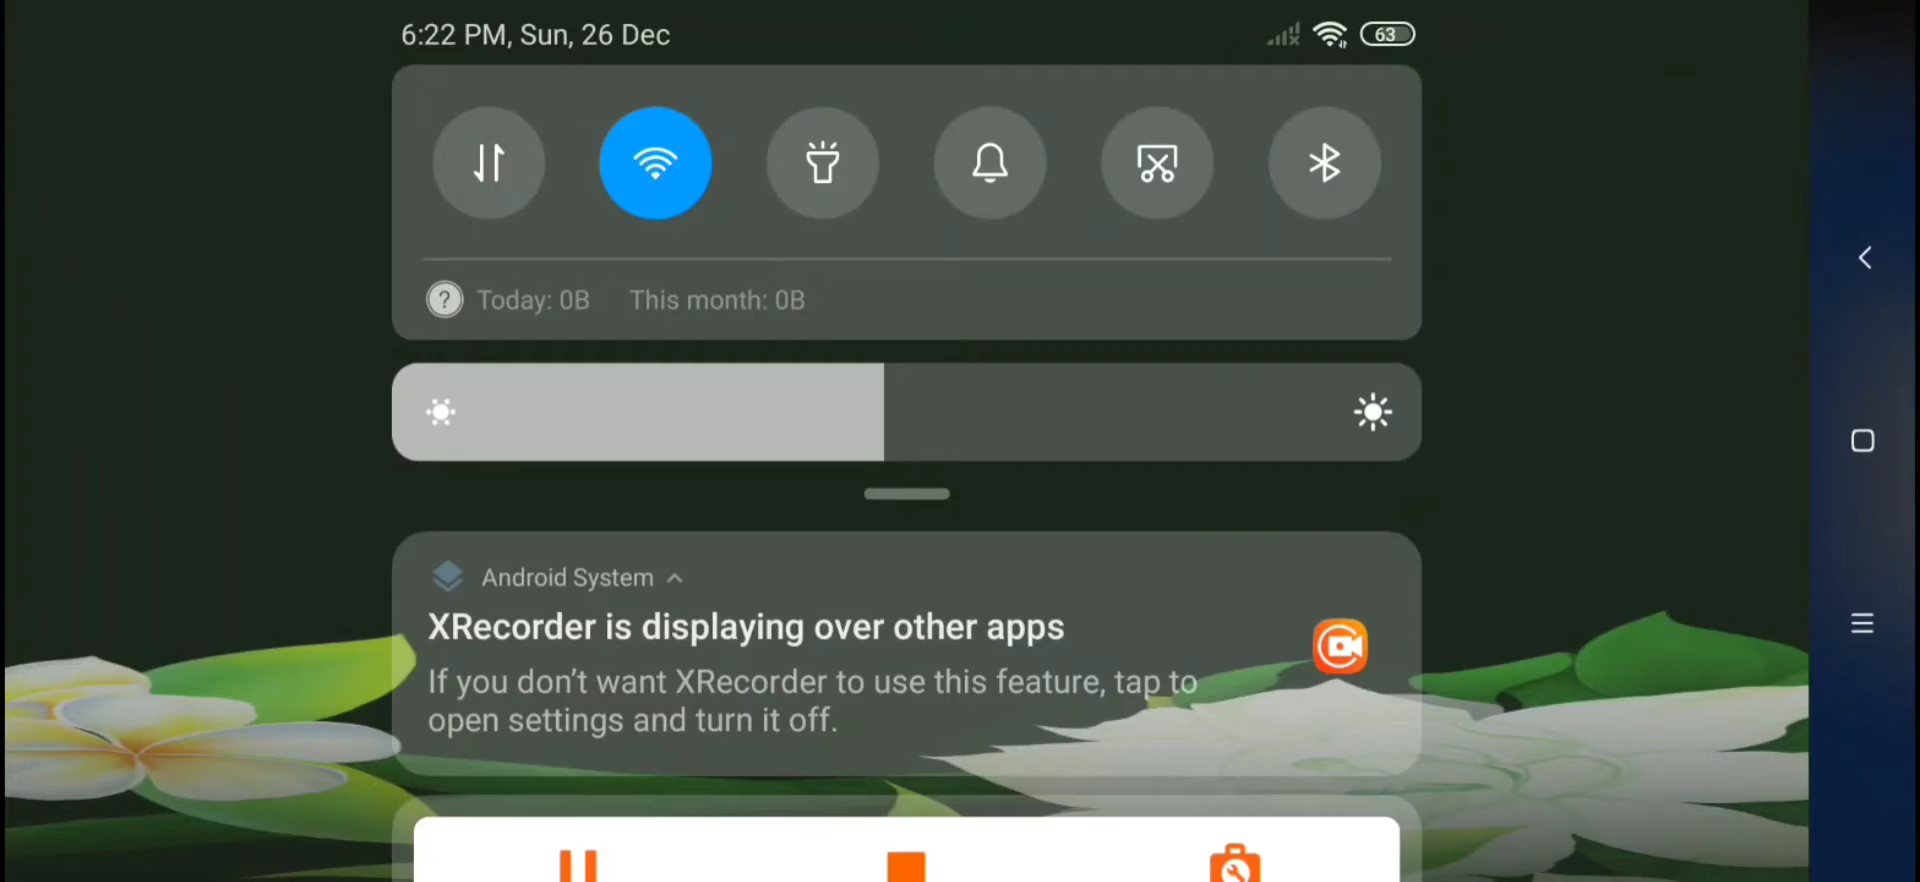 6:22 PM, Sun, 26 Dec
63
? Today: 0B This month: 0B
Android System
XRecorder is displaying over other apps
If you don’t want XRecorder to use this feature, tap to
open settings and turn it off.